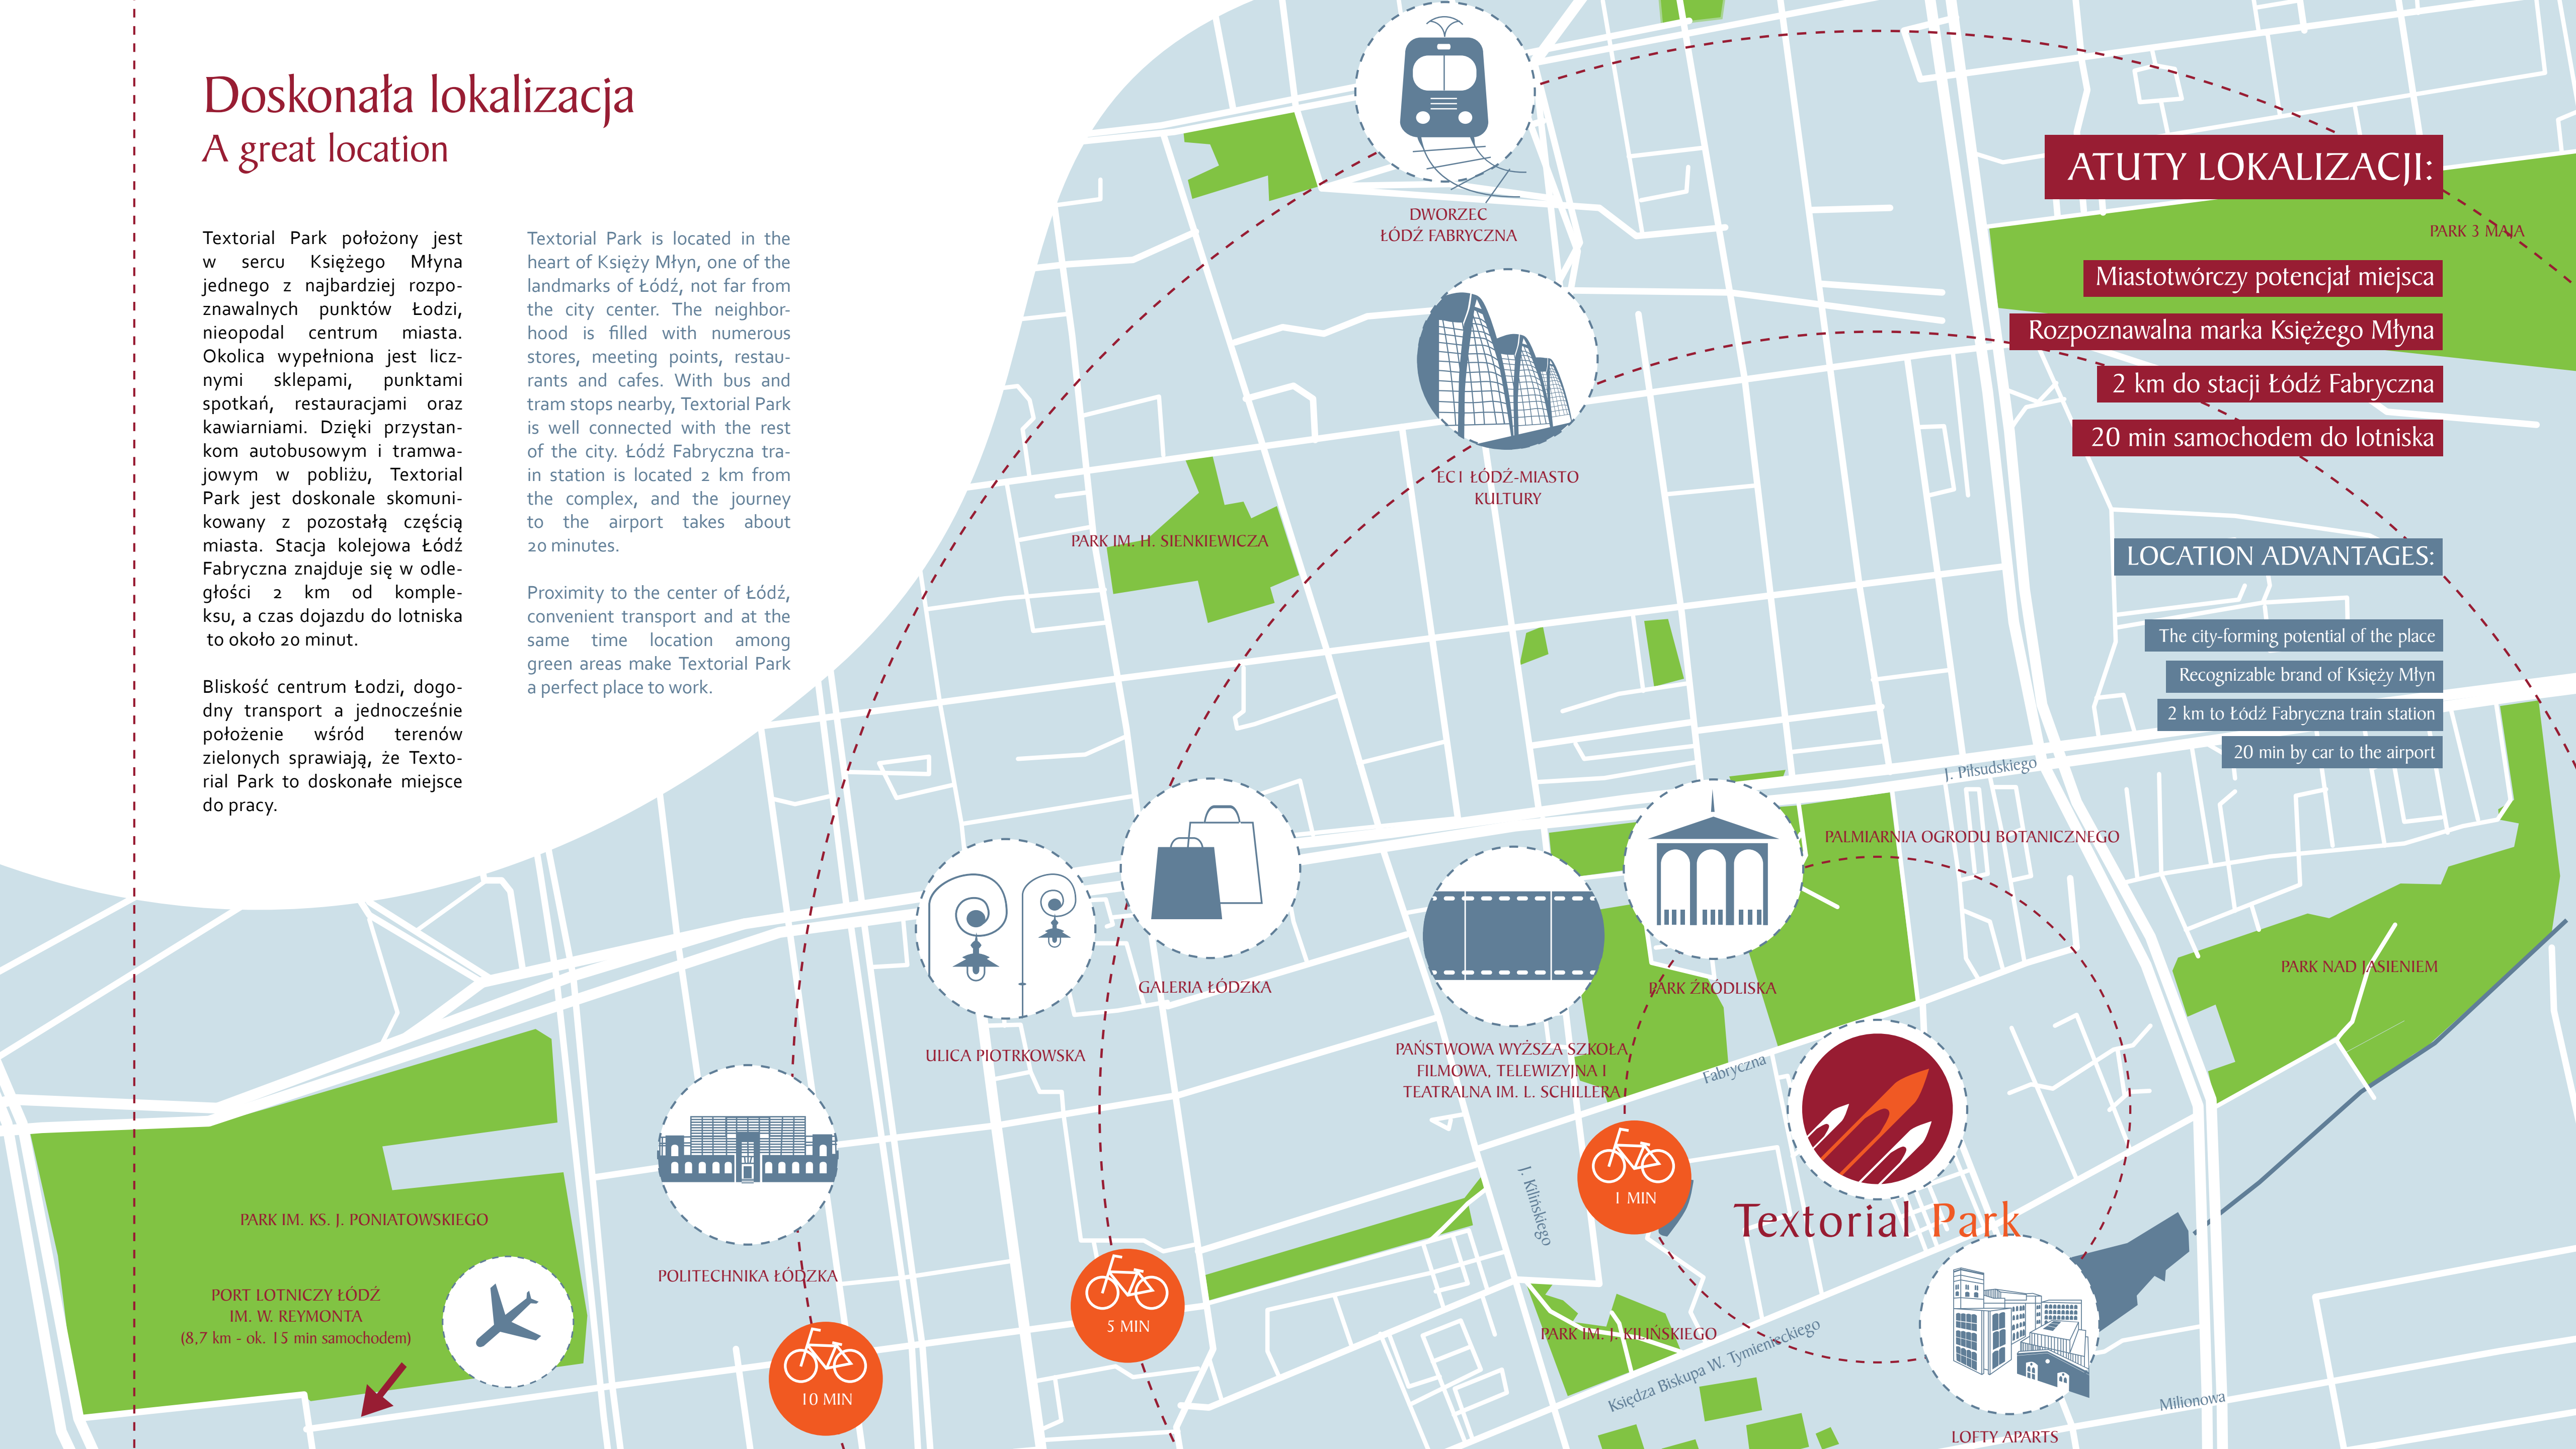 Doskonała lokalizacja
A great location
Textorial Park położony jest
w sercu Księżego Młyna
jednego z najbardziej rozpo-
znawalnych punktów Łodzi,
nieopodal centrum miasta.
Okolica wypełniona jest licz-
nymi sklepami, punktami
spotkań, restauracjami oraz
kawiarniami. Dzięki przystan-
kom autobusowym i tramwa-
jowym w pobliżu, Textorial
Park jest doskonale skomuni-
kowany z pozostałą częścią
miasta. Stacja kolejowa Łódź
Fabryczna znajduje się w odle-
głości 2 km od komple-
ksu, a czas dojazdu do lotniska
to około 20 minut.
Bliskość centrum Łodzi, dogo-
dny transport a jednocześnie
położenie wśród terenów
zielonych sprawiają, że Texto-
rial Park to doskonałe miejsce
do pracy.
Textorial Park is located in the
heart of Księży Młyn, one of the
landmarks of Łódź, not far from
the city center. The neighbor-
hood is filled with numerous
stores, meeting points, restau-
rants and cafes. With bus and
tram stops nearby, Textorial Park
is well connected with the rest
of the city. Łódź Fabryczna tra-
in station is located 2 km from
the complex, and the journey
to the airport takes about
20 minutes.
Proximity to the center of Łódź,
convenient transport and at the
same time location among
green areas make Textorial Park
a perfect place to work.
DWORZEC
ŁÓDŹ FABRYCZNA
EC1 ŁÓDŹ-MIASTO
KULTURY
PARK IM. H. SIENKIEWICZA
ATUTY LOKALIZACJI:
PARK 3 MAJA
Miastotwórczy potencjał miejsca
Rozpoznawalna marka Księżego Młyna
2 km do stacji Łódź Fabryczna
20 min samochodem do lotniska
LOCATION ADVANTAGES:
The city-forming potential of the place
Recognizable brand of Księży Młyn
2 km to Łódź Fabryczna train station
20 min by car to the airport
J. Piłsudskiego
PALMIARNIA OGRODU BOTANICZNEGO
PARK NAD JASIENIEM
GALERIA ŁÓDZKA
PARK ŹRÓDLISKA
ULICA PIOTRKOWSKA
PAŃSTWOWA WYŻSZA SZKOŁA
FILMOWA, TELEWIZYJNA I
TEATRALNA IM. L. SCHILLERA
Fabryczna
J. Kilińskiego
1 MIN
Textorial Park
PARK IM. KS. J. PONIATOWSKIEGO
POLITECHNIKA ŁÓDZKA
PORT LOTNICZY ŁÓDŹ
IM. W. REYMONTA
(8,7 km - ok. 15 min samochodem)
5 MIN
10 MIN
PARK IM. J. KILIŃSKIEGO
Księdza Biskupa W. Tymienieckiego
Milionowa
LOFTY APARTS